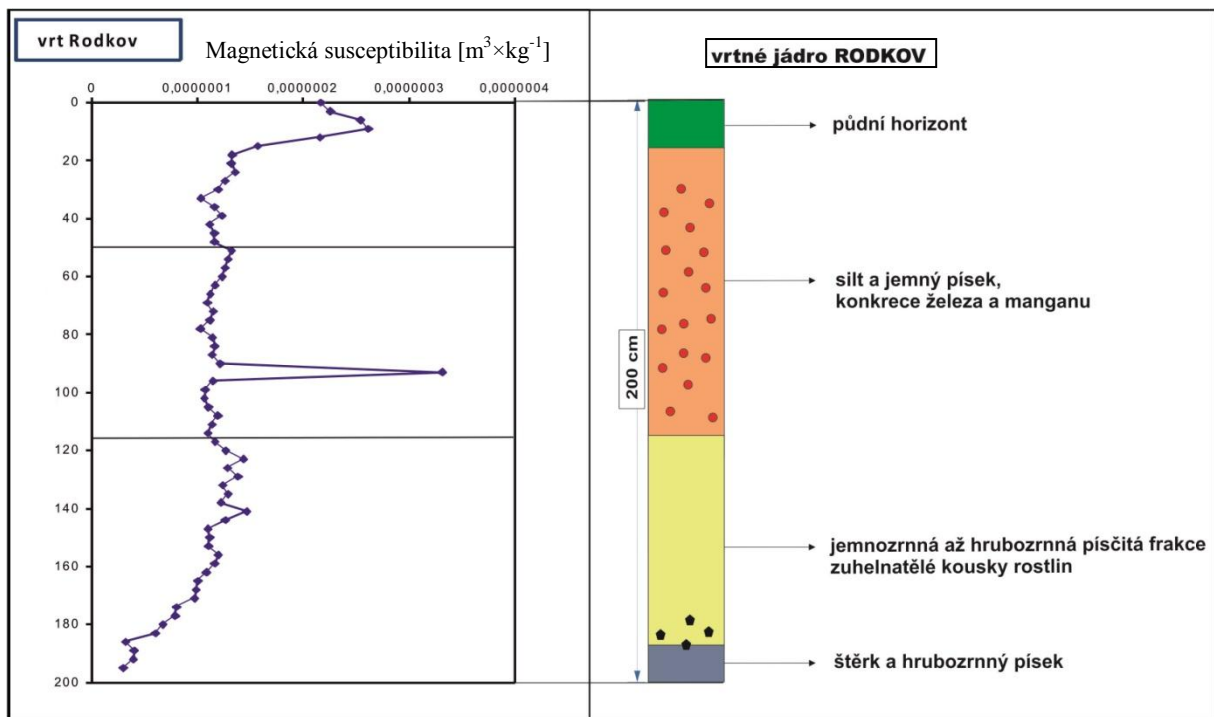 vrt Rodkov
Magnetická susceptibilita [m³×kg⁻¹]
0 0,0000001 0,0000002 0,0000003 0,0000004
0
20
40
60
80
100
120
140
160
180
200
vrtné jádro RODKOV
200 cm
půdní horizont
silt a jemný písek,
konkrece železa a manganu
jemnozrnná až hrubozrnná písčitá frakce
zuhelnatělé kousky rostlin
štěrk a hrubozrnný písek